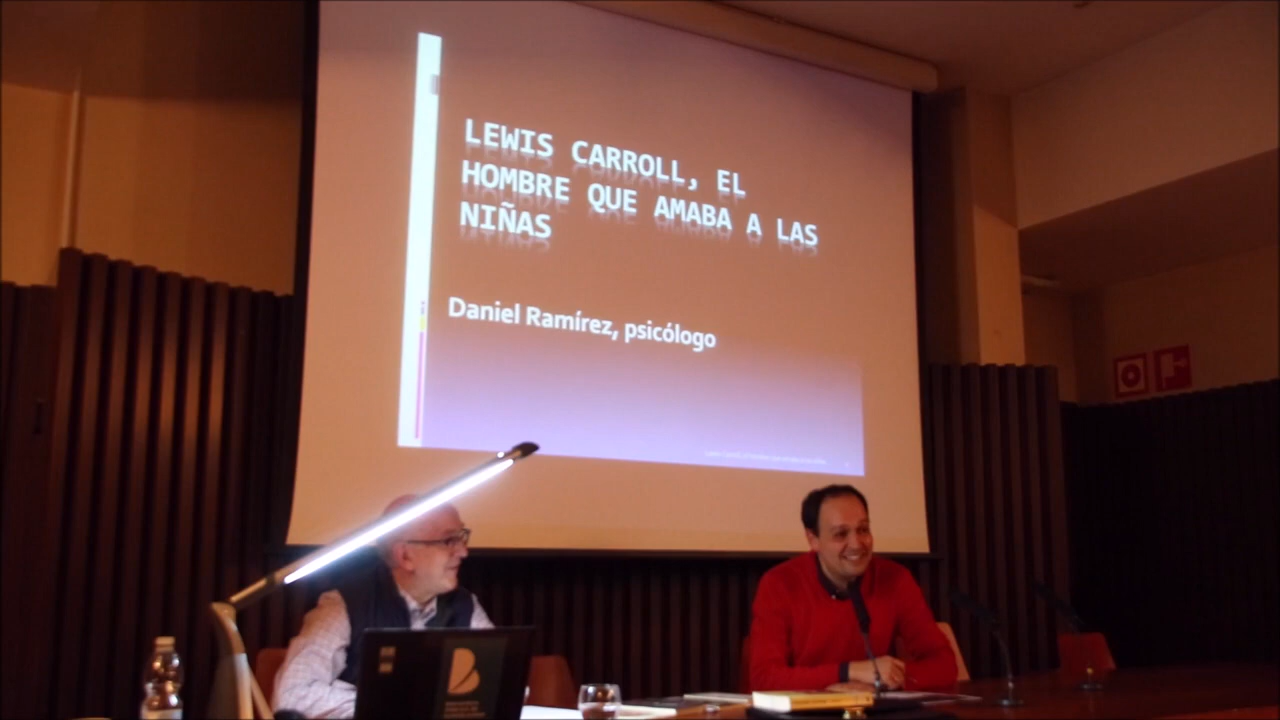 LEWIS CARROLL, EL
HOMBRE QUE AMABA A LAS
NIÑAS
Daniel Ramírez, psicólogo
B